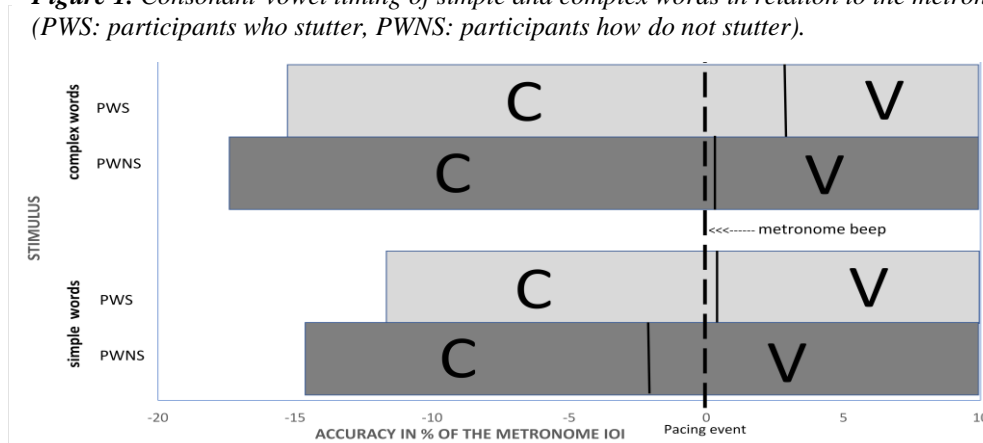 Figure 1. Consonant-vowel timing of simple and complex words in relation to the
(PWS: participants who stutter, PWNS: participants how do not stutter).
complex words
PWS
C
V
PWNS
C
V
STIMULUS
<<<------ metronome beep
simple words
PWS
C
V
PWNS
C
V
-20
-15
-10
-5
0
5
10
Pacing event
ACCURACY IN % OF THE METRONOME IOI